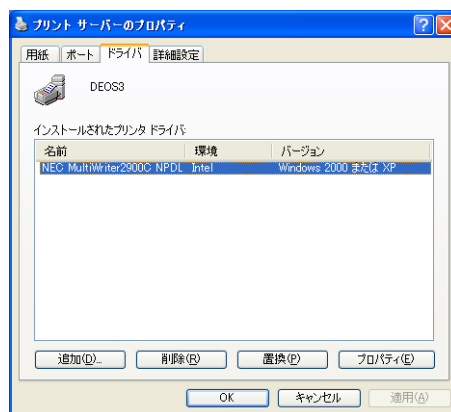 プリント サーバーのプロパティ
用紙 ポート ドライバ 詳細設定
DEOS3
インストールされたプリンタ ドライバ:
名前 環境 バージョン
NEC MultiWriter2900C NPDL Intel Windows 2000 または XP
追加(D)... 削除(R) 置換(P) プロパティ(E)
OK キャンセル 適用(A)